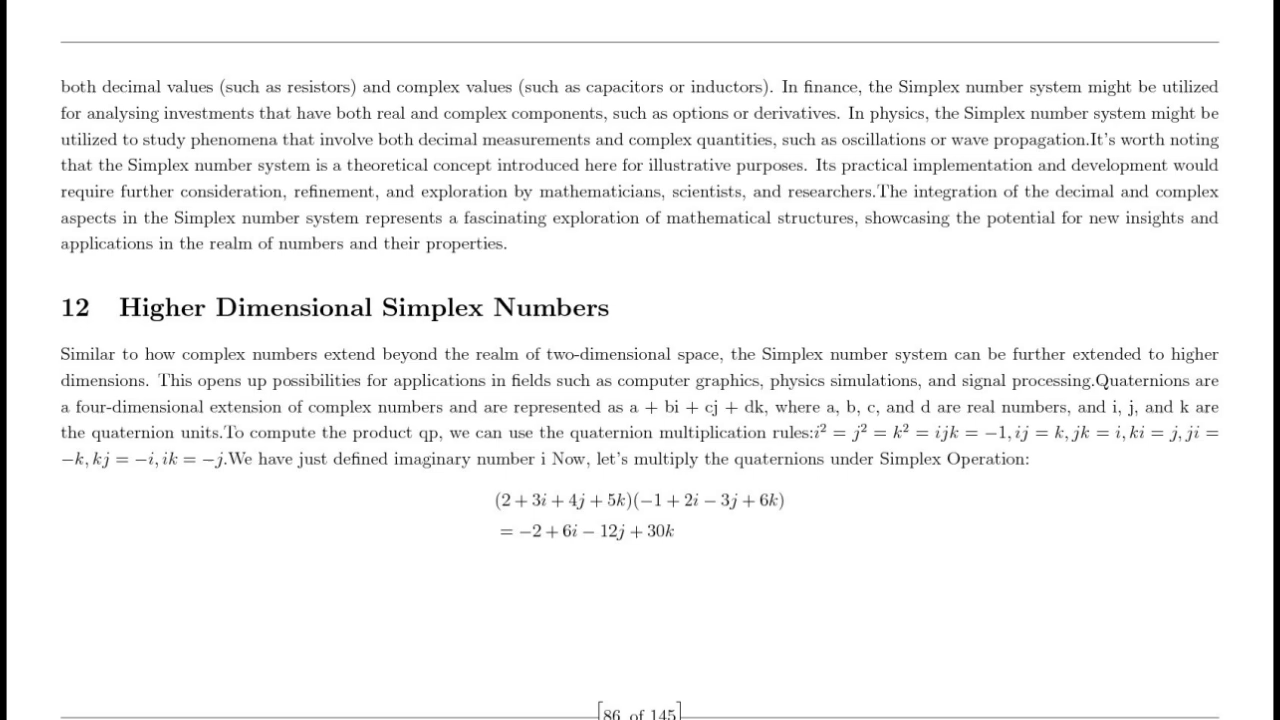 both decimal values (such as resistors) and complex values (such as capacitors or inductors). In finance, the Simplex number system might be utilized
for analysing investments that have both real and complex components, such as options or derivatives. In physics, the Simplex number system might be
utilized to study phenomena that involve both decimal measurements and complex quantities, such as oscillations or wave propagation.It's worth noting
that the Simplex number system is a theoretical concept introduced here for illustrative purposes. Its practical implementation and development would
require further consideration, refinement, and exploration by mathematicians, scientists, and researchers.The integration of the decimal and complex
aspects in the Simplex number system represents a fascinating exploration of mathematical structures, showcasing the potential for new insights and
applications in the realm of numbers and their properties.
12 Higher Dimensional Simplex Numbers
Similar to how complex numbers extend beyond the realm of two-dimensional space, the Simplex number system can be further extended to higher
dimensions. This opens up possibilities for applications in fields such as computer graphics, physics simulations, and signal processing.Quaternions are
a four-dimensional extension of complex numbers and are represented as a + bi + cj + dk, where a, b, c, and d are real numbers, and i, j, and k are
the quaternion units.To compute the product qp, we can use the quaternion multiplication rules:i² = j² = k² = ijk = −1, ij = k, jk = i, ki = j, ji =
−k, kj = −i, ik = −j.We have just defined imaginary number i Now, let's multiply the quaternions under Simplex Operation:
(2 + 3i + 4j + 5k)(−1 + 2i − 3j + 6k)
= −2 + 6i − 12j + 30k
[86 of 145]